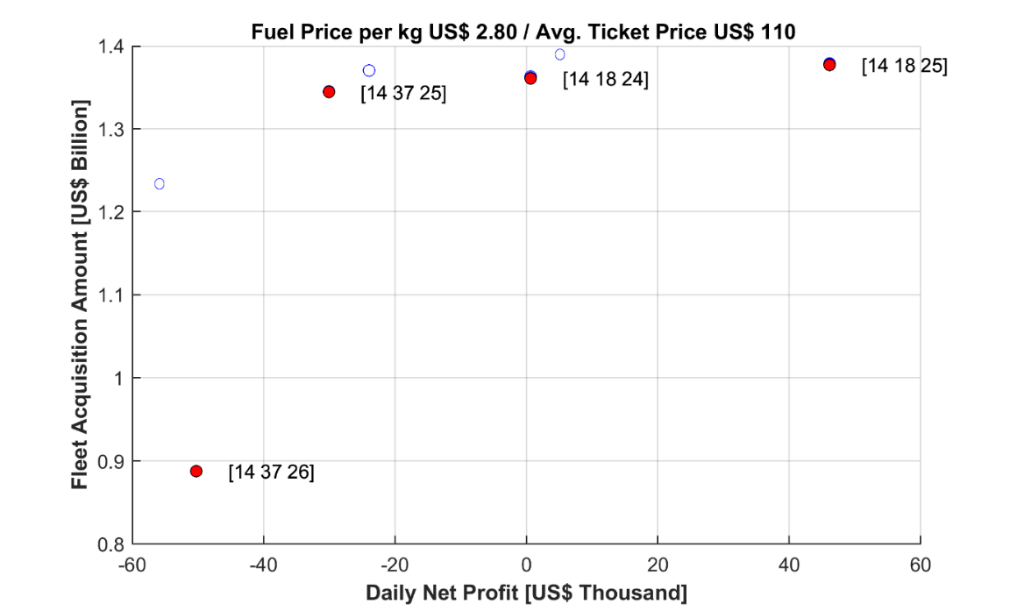 Fuel Price per kg US$ 2.80 / Avg. Ticket Price US$ 110
Fleet Acquisition Amount [US$ Billion]
1.4
1.3
1.2
1.1
1
0.9
0.8
[14 37 25]
[14 18 24]
[14 18 25]
[14 37 26]
-60 -40 -20 0 20 40 60
Daily Net Profit [US$ Thousand]